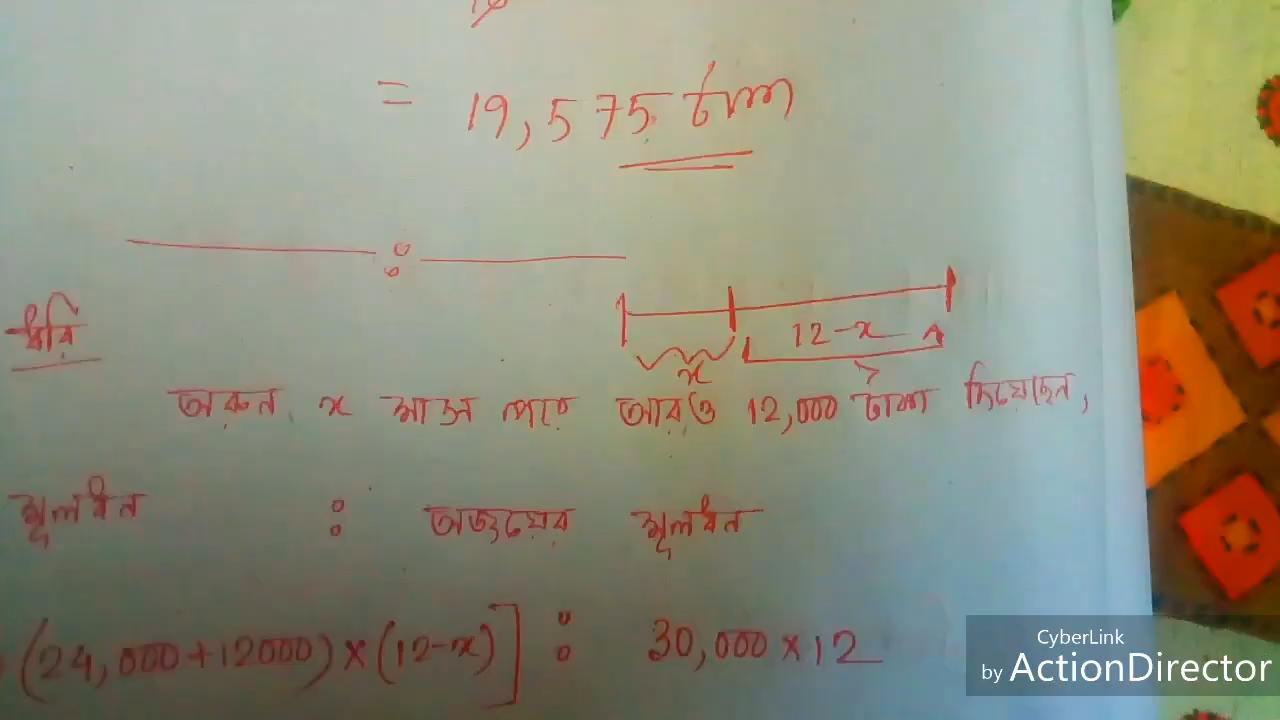 = 19,575 টাকা
ধরি
x
12-x
অরুন x মাস পরে আরও 12,000 টাকা দিয়েছেন,
মূলধন : অজয়ের মূলধন
(24,000+12000)×(12-x)] : 30,000×12
CyberLink
by ActionDirector